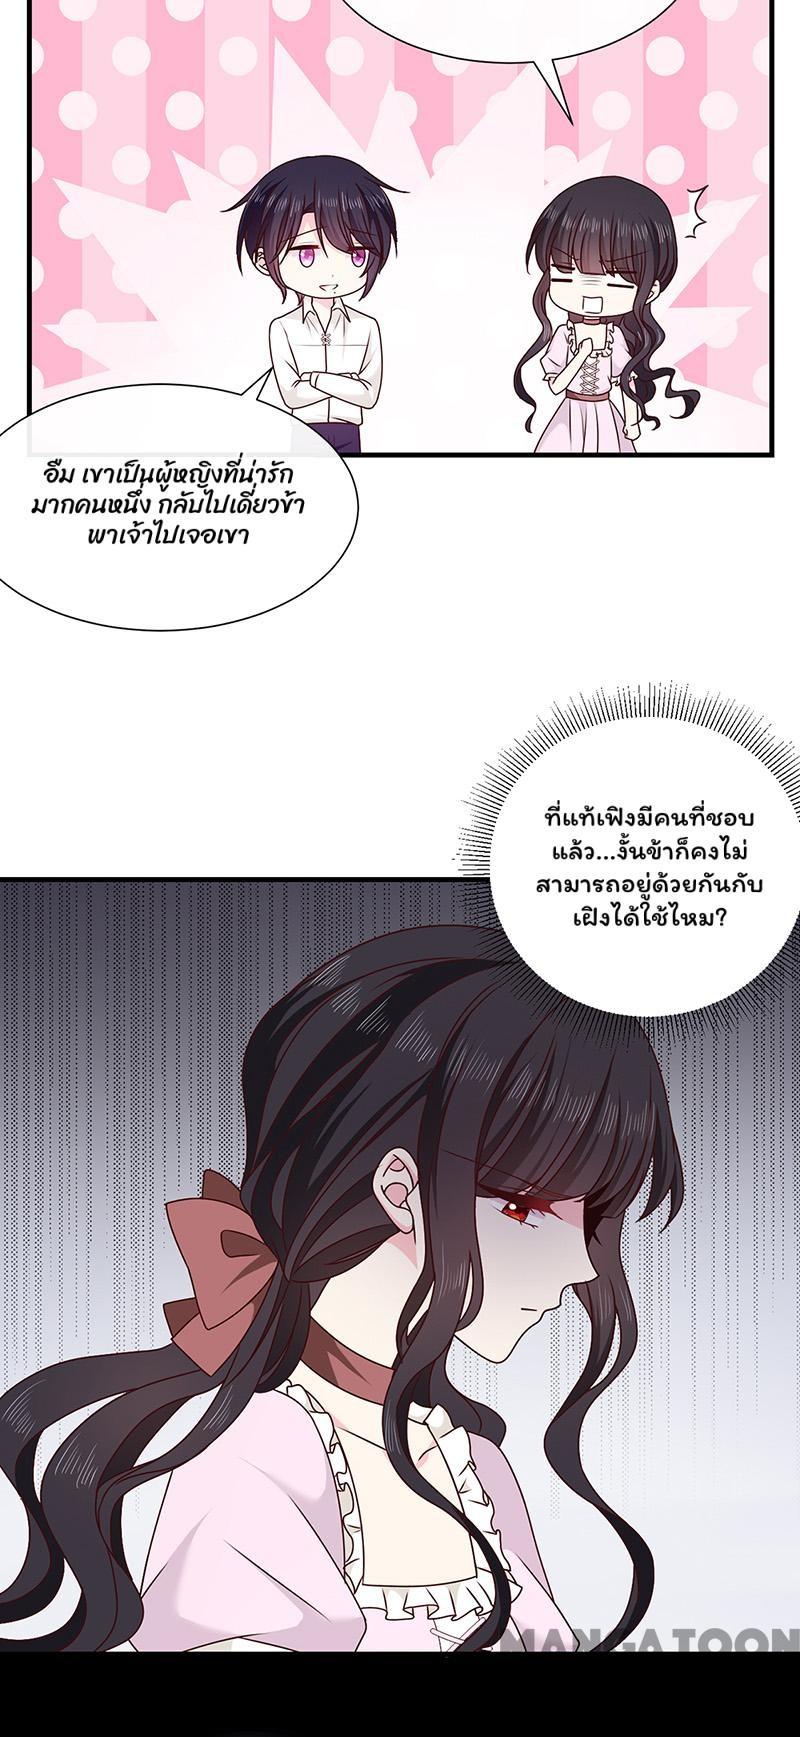 อืม เขาเป็นผู้หญิงที่น่ารัก
มากคนหนึ่ง กลับไปเดี่ยวข้า
พาเจ้าไปเจอเขา
ที่แท้เฟิงมีคนที่ชอบ
แล้ว...งั้นข้าก็คงไม่
สามารถอยู่ด้วยกันกับ
เฝิงได้ใช้ไหม?
MANGATOON